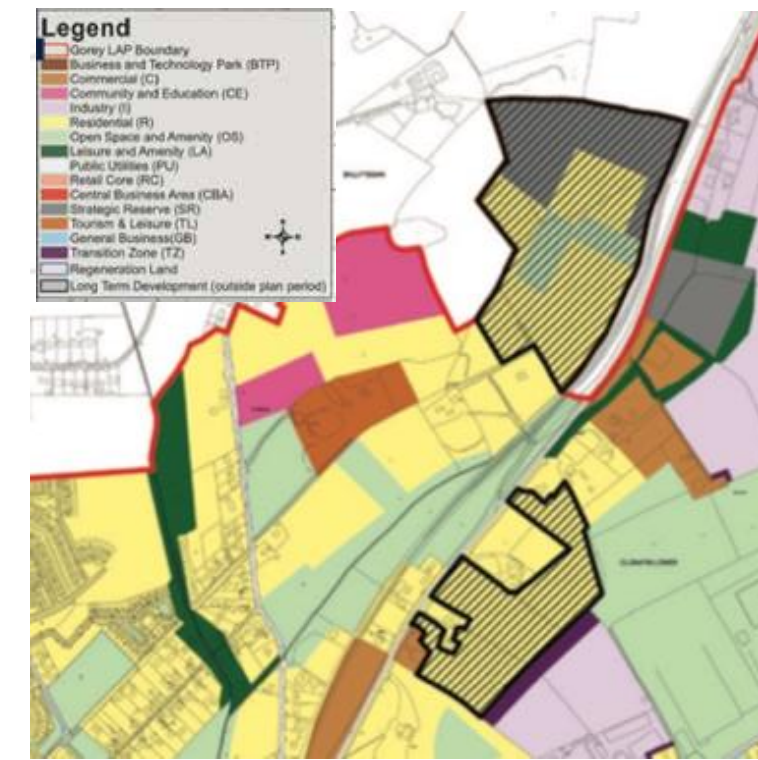 Legend
Gorey LAP Boundary
Business and Technology Park (BTP)
Commercial (C)
Community and Education (CE)
Industry (I)
Residential (R)
Open Space and Amenity (OS)
Leisure and Amenity (LA)
Public Utilities (PU)
Retail Core (RC)
Central Business Area (CBA)
Strategic Reserve (SR)
Tourism & Leisure (TL)
General Business(GB)
Transition Zone (TZ)
Regeneration Land
Long Term Development (outside plan period)